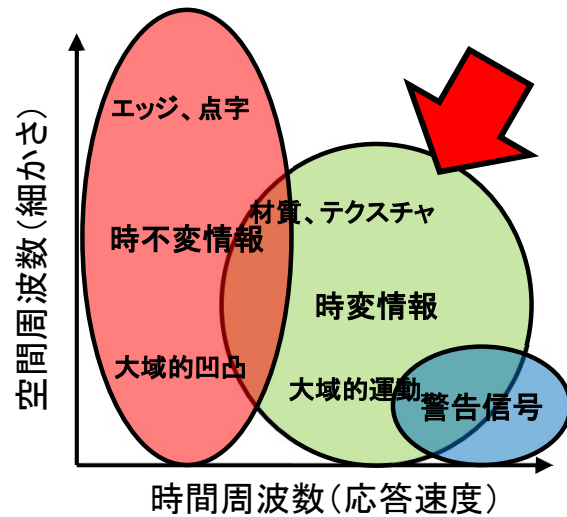 エッジ、点字
材質、テクスチャ
時不変情報
時変情報
大域的凹凸
大域的運動
警告信号
空間周波数(細かさ)
時間周波数(応答速度)